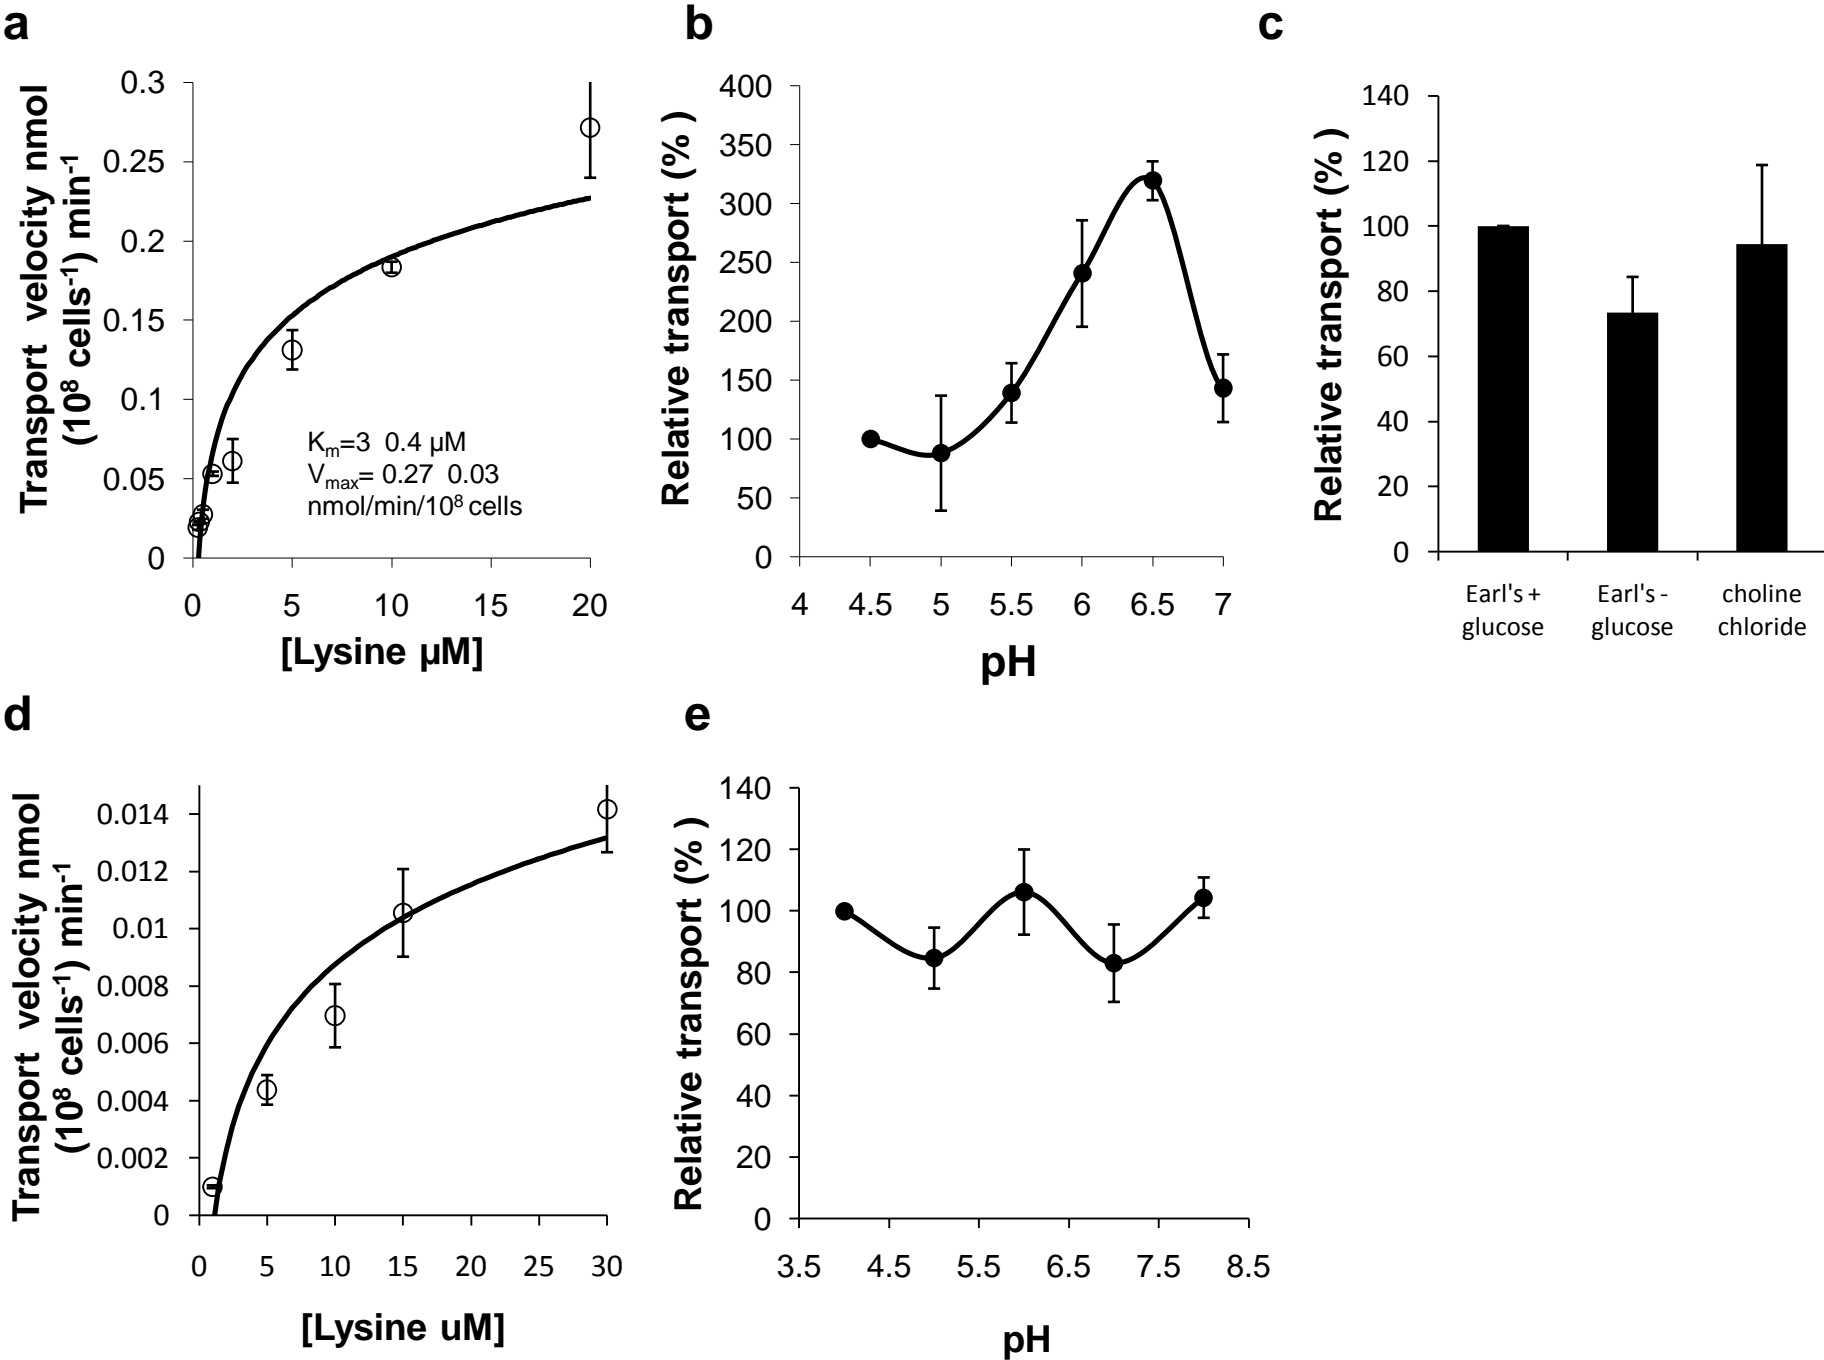 a
Transport velocity nmol
(10⁸ cells⁻¹) min⁻¹
0.3
0.25
0.2
0.15
0.1
0.05
0
Kₘ=3 0.4 µM
Vₘₐₓ= 0.27 0.03
nmol/min/10⁸ cells
0 5 10 15 20
[Lysine µM]
b
Relative transport (% )
400
350
300
250
200
150
100
50
0
4 4.5 5 5.5 6 6.5 7
pH
c
Relative transport (% )
140
120
100
80
60
40
20
0
Earl's + glucose
Earl's - glucose
choline chloride
d
Transport velocity nmol
(10⁸ cells⁻¹) min⁻¹
0.014
0.012
0.01
0.008
0.006
0.004
0.002
0
0 5 10 15 20 25 30
[Lysine uM]
e
Relative transport (% )
140
120
100
80
60
40
20
0
3.5 4.5 5.5 6.5 7.5 8.5
pH